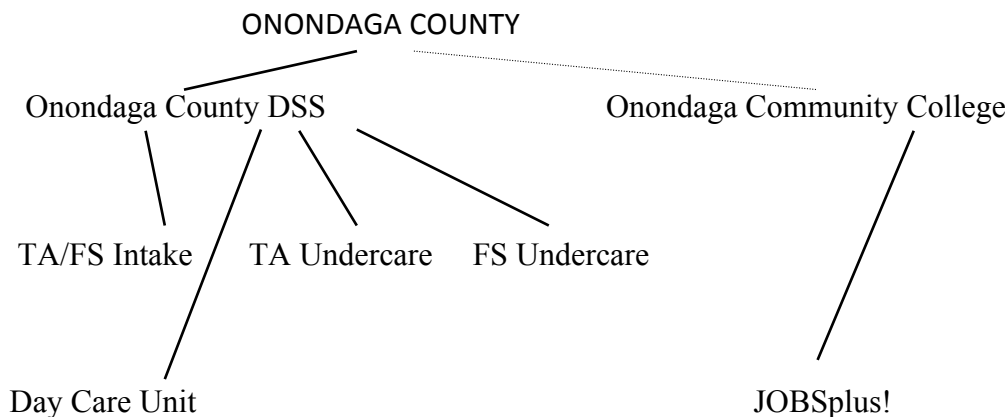 ONONDAGA COUNTY
Onondaga County DSS
Onondaga Community College
TA/FS Intake
TA Undercare
FS Undercare
Day Care Unit
JOBSplus!